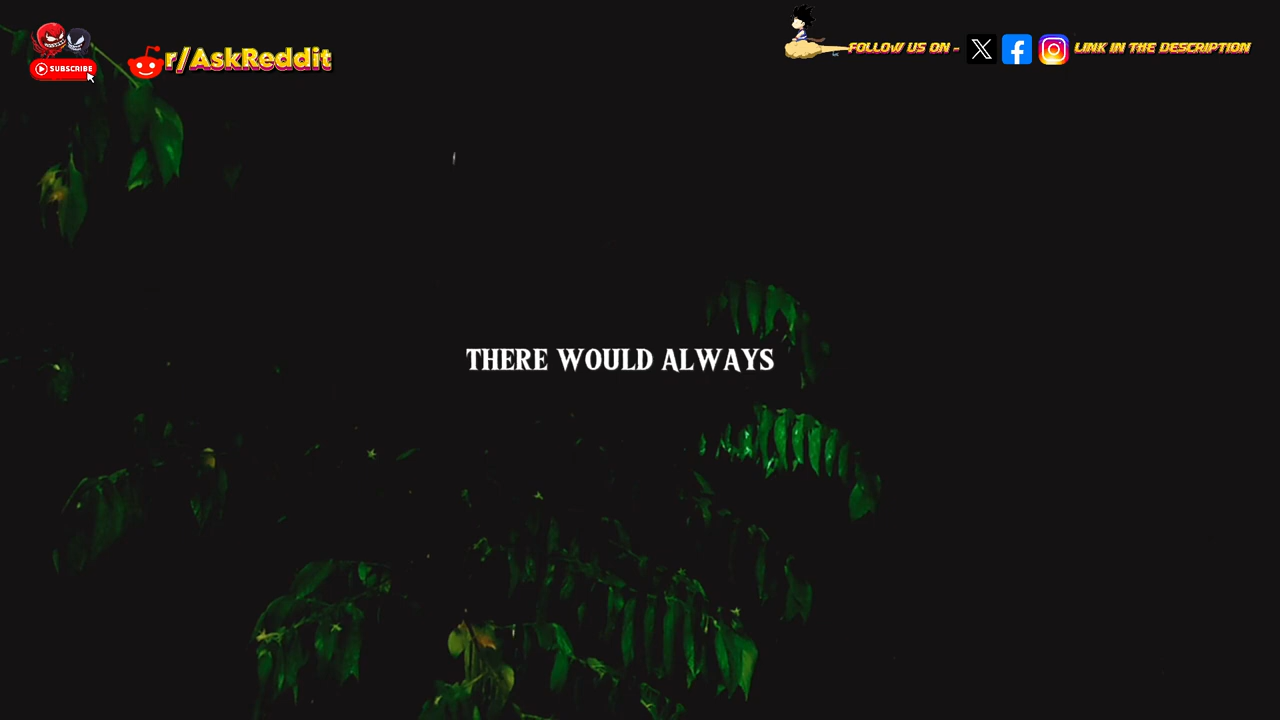 SUBSCRIBE
r/AskReddit
FOLLOW US ON -
LINK IN THE DESCRIPTION
THERE WOULD ALWAYS